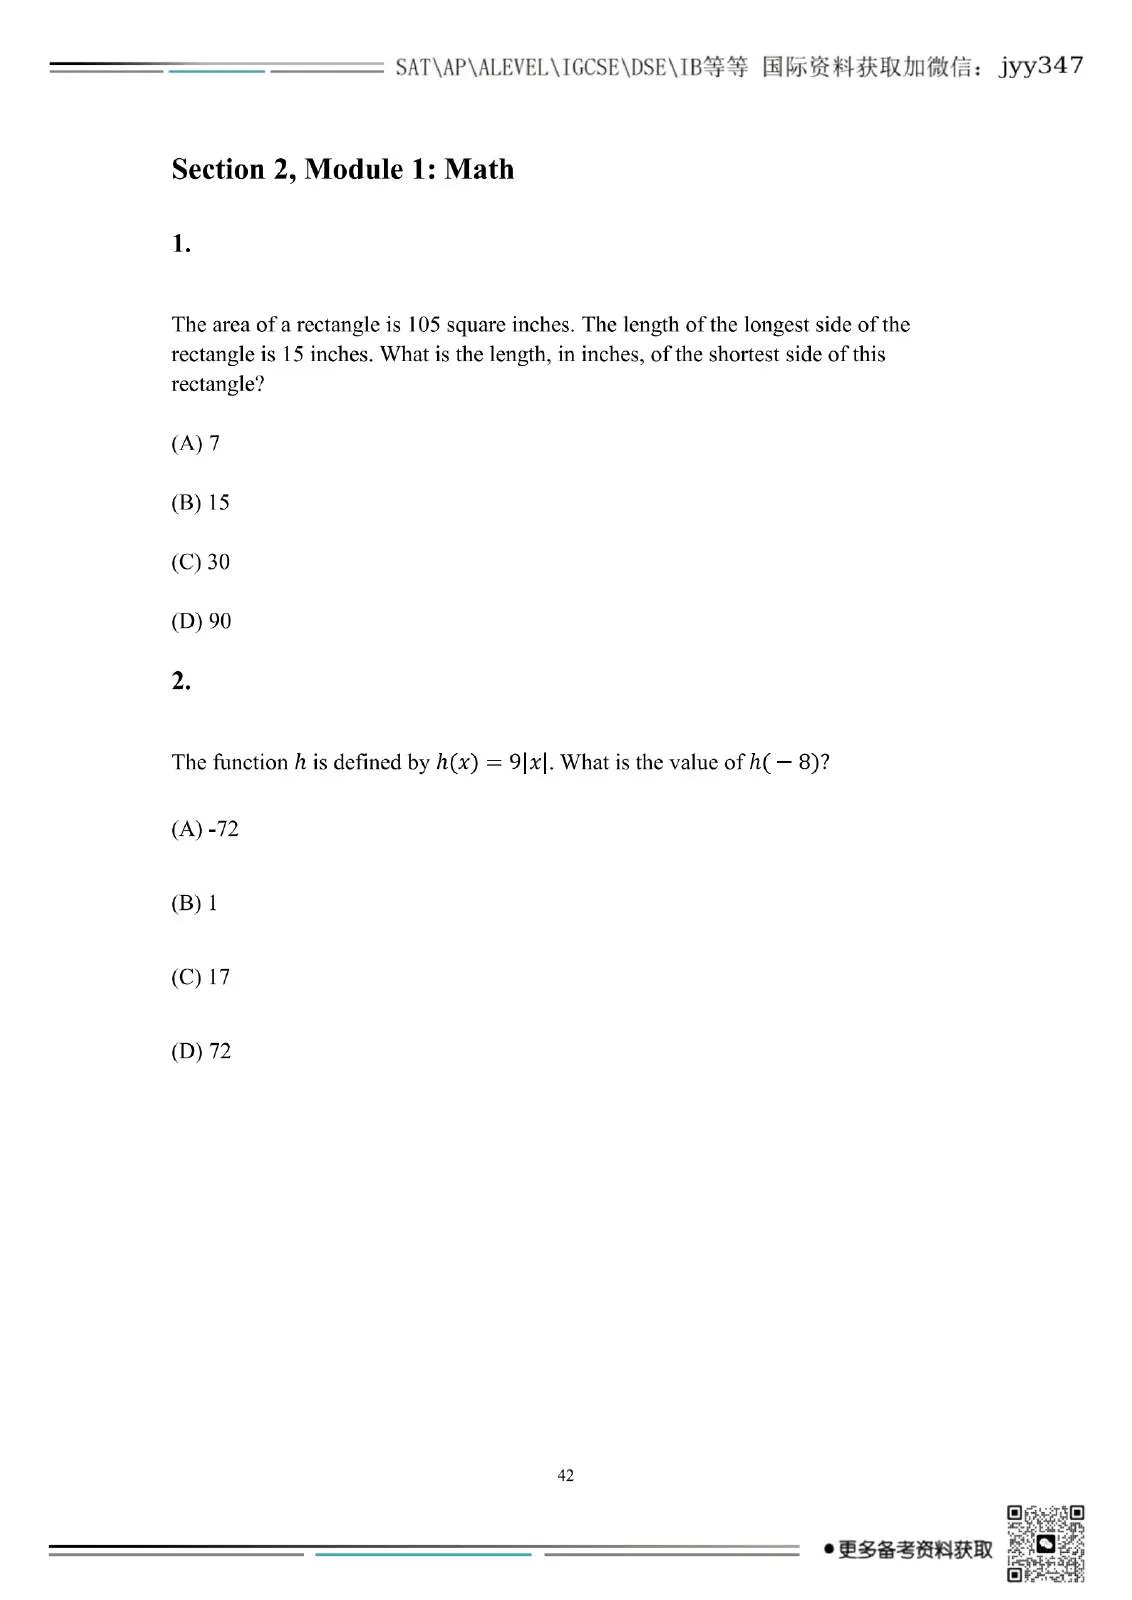 SAT\AP\ALEVEL\IGCSE\DSE\IB等等 国际资料获取加微信：jyy347
Section 2, Module 1: Math
1.
The area of a rectangle is 105 square inches. The length of the longest side of the
rectangle is 15 inches. What is the length, in inches, of the shortest side of this
rectangle?
(A) 7
(B) 15
(C) 30
(D) 90
2.
The function h is defined by h(x) = 9|x|. What is the value of h( − 8)?
(A) -72
(B) 1
(C) 17
(D) 72
42
●更多备考资料获取